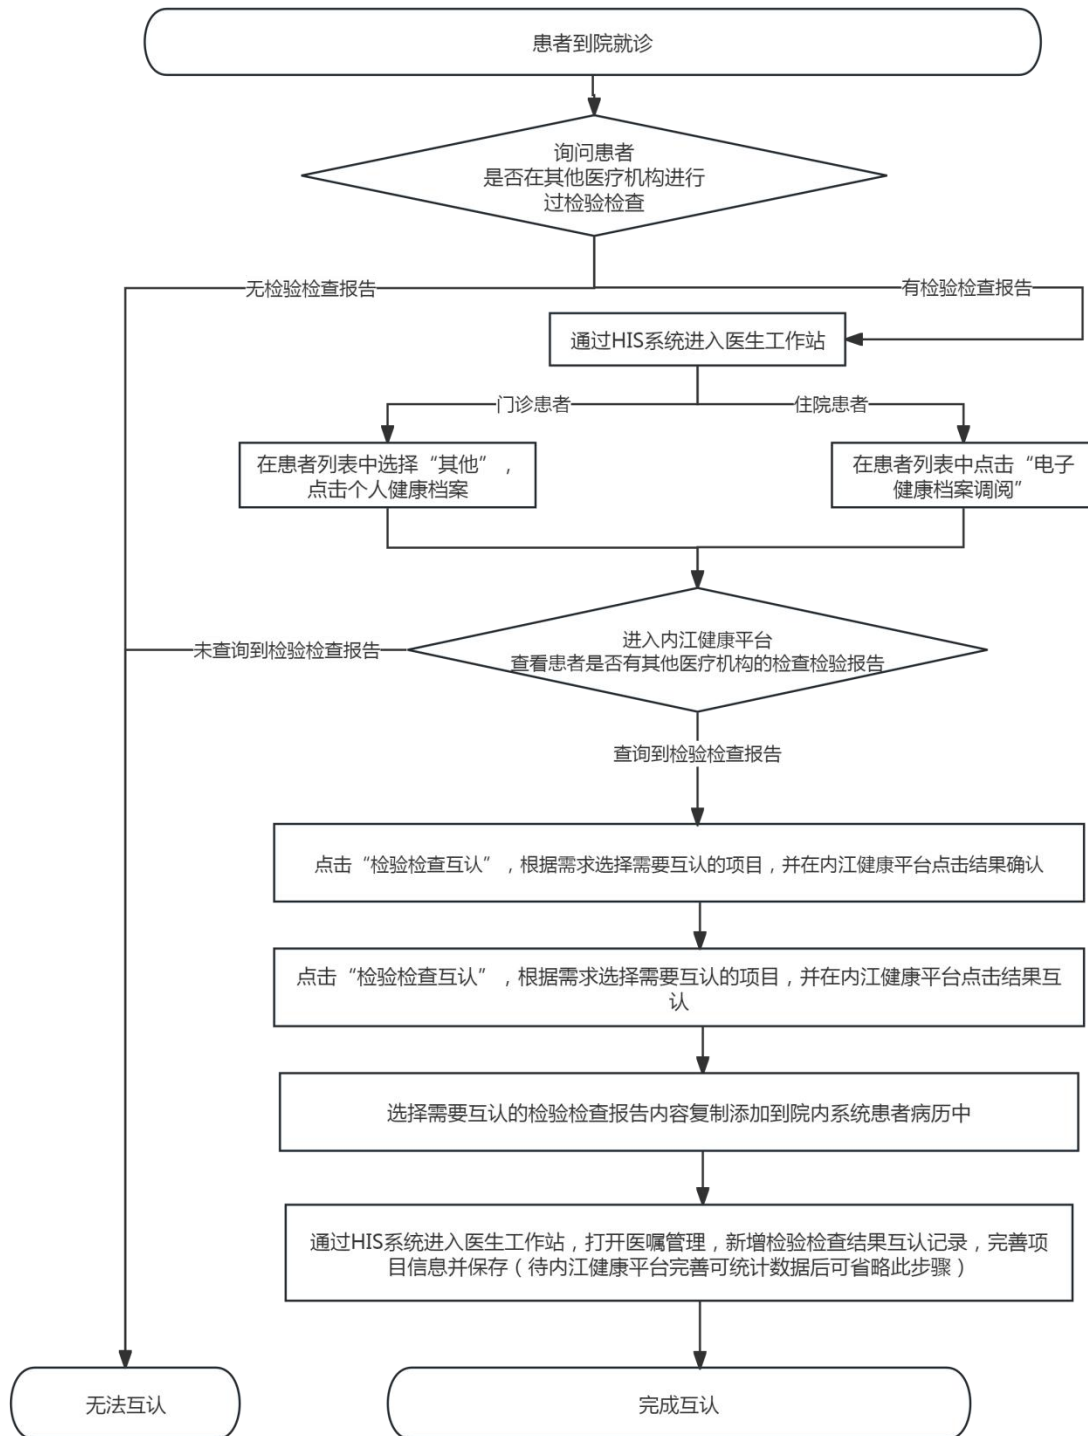 患者到院就诊
询问患者
是否在其他医疗机构进行
过检验检查
无检验检查报告
有检验检查报告
通过HIS系统进入医生工作站
门诊患者
住院患者
在患者列表中选择“其他”，
点击个人健康档案
在患者列表中点击“电子
健康档案调阅”
进入内江健康平台
查看患者是否有其他医疗机构的检查检验报告
未查询到检验检查报告
查询到检验检查报告
点击“检验检查互认”，根据需求选择需要互认的项目，并在内江健康平台点击结果确认
点击“检验检查互认”，根据需求选择需要互认的项目，并在内江健康平台点击结果互
认
选择需要互认的检验检查报告内容复制添加到院内系统患者病历中
通过HIS系统进入医生工作站，打开医嘱管理，新增检验检查结果互认记录，完善项
目信息并保存（待内江健康平台完善可统计数据后可省略此步骤）
无法互认
完成互认